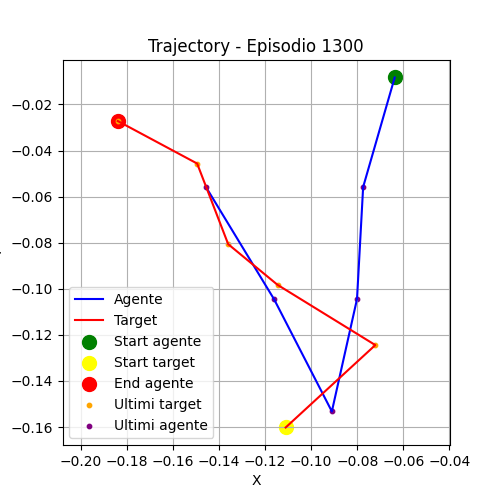 Trajectory - Episodio 1300
−0.02
−0.04
−0.06
−0.08
−0.10
−0.12
−0.14
−0.16
Agente
Target
Start agente
Start target
End agente
Ultimi target
Ultimi agente
−0.20 −0.18 −0.16 −0.14 −0.12 −0.10 −0.08 −0.06 −0.04
X